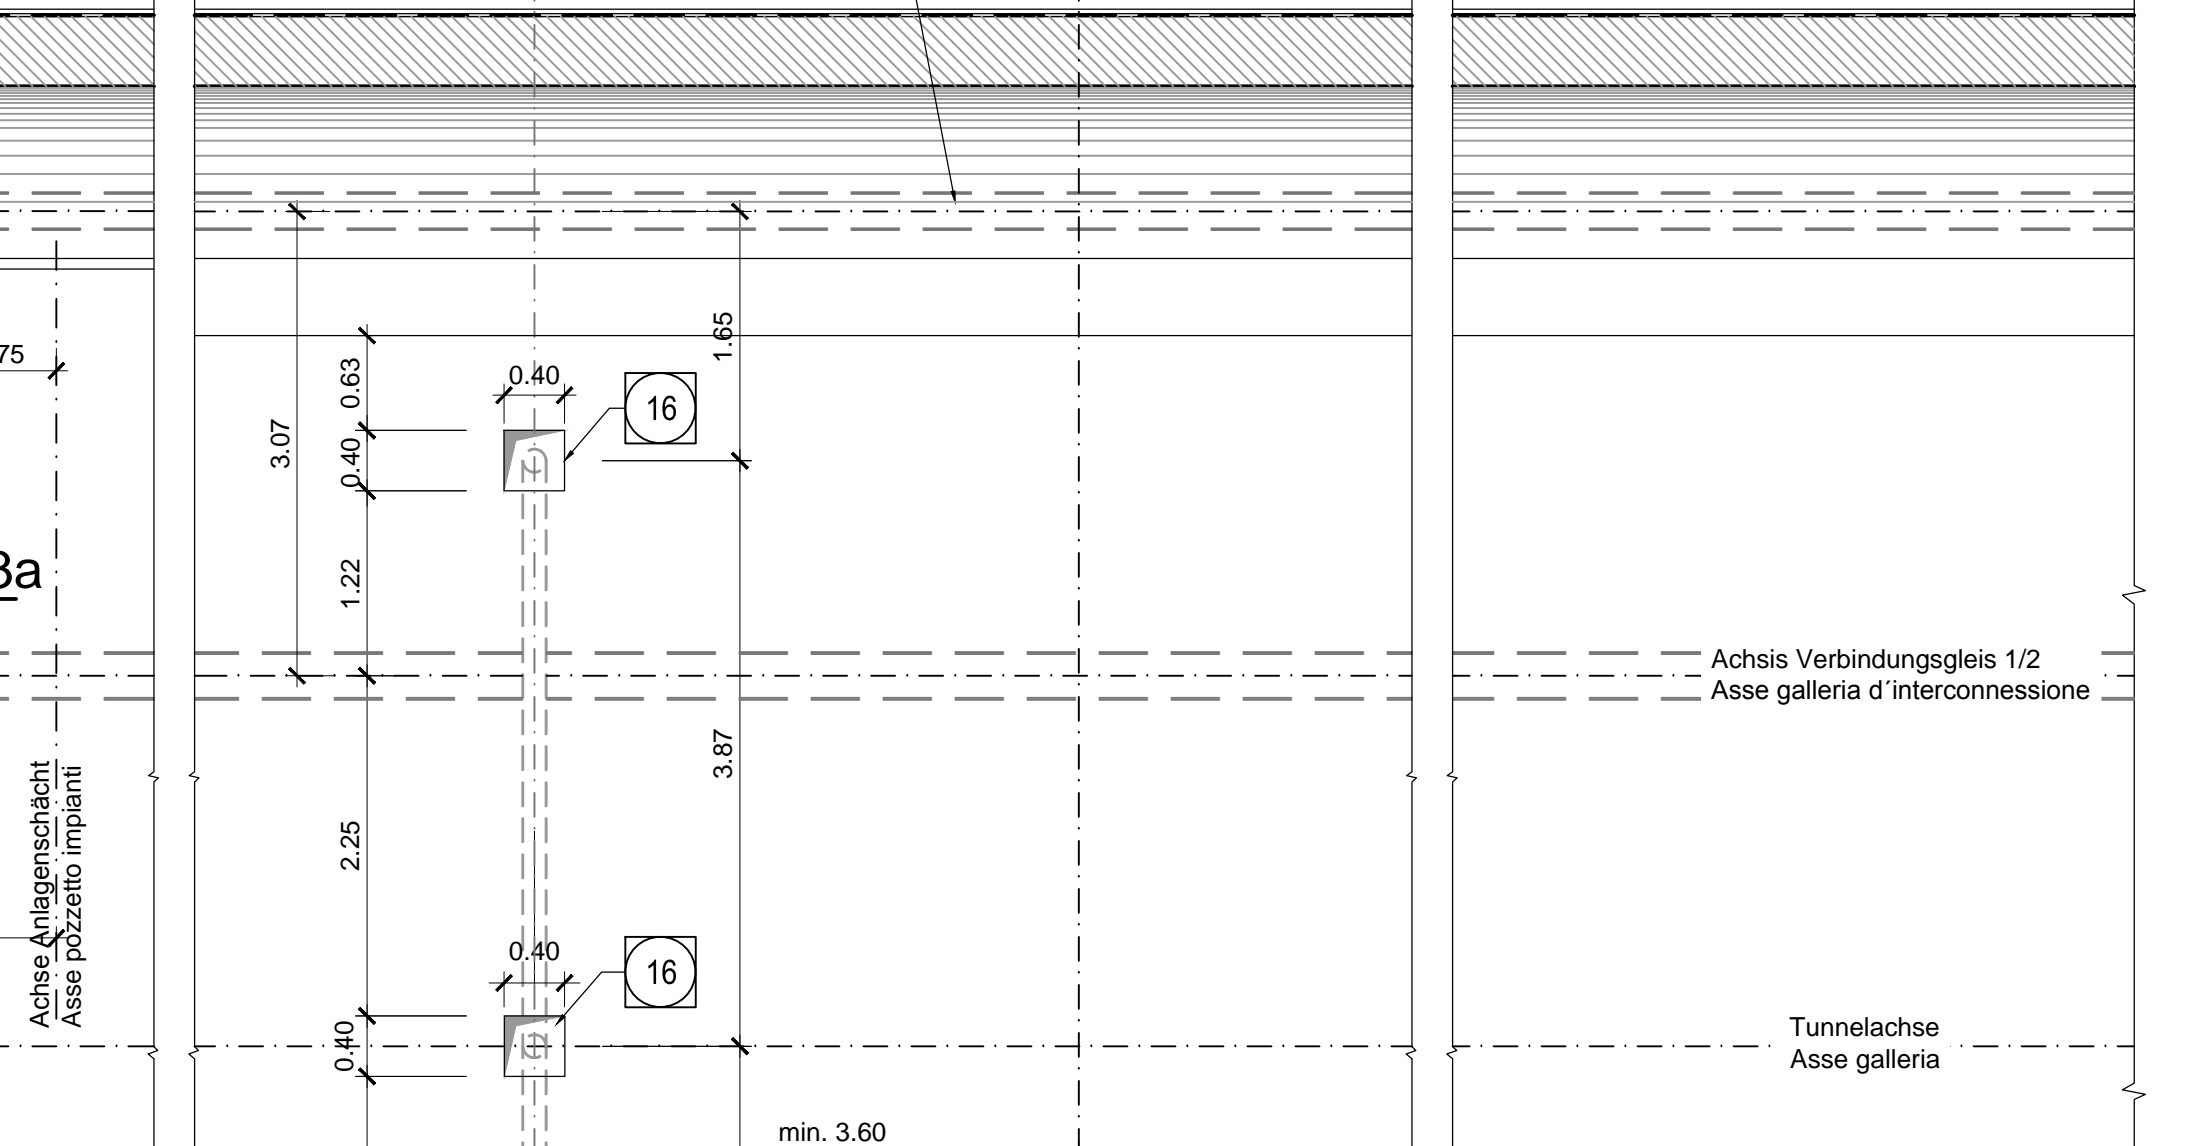 1.65
75
0.63
0.40
16
3.07
0.40
1.22
3a
Achsis Verbindungsgleis 1/2
Asse galleria d´interconnessione
3.87
2.25
Achse Anlagenschächt
Asse pozzetto impianti
0.40
16
0.40
Tunnelachse
Asse galleria
min. 3.60